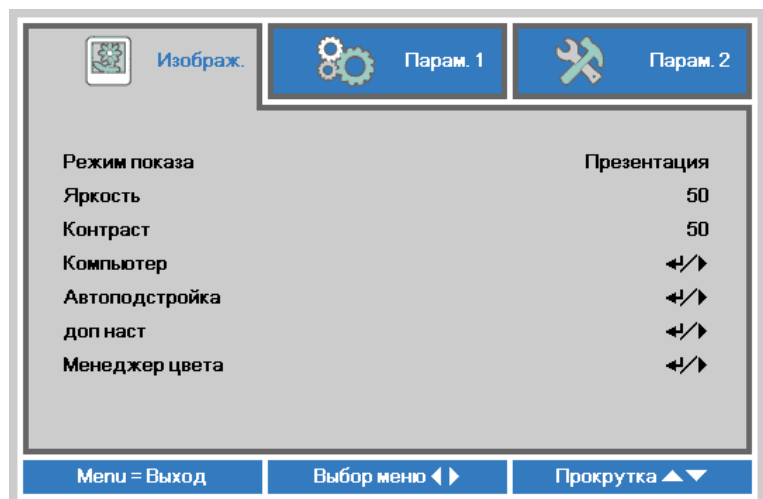 Изображ. Парам. 1 Парам. 2
Режим показа Презентация
Яркость 50
Контраст 50
Компьютер
Автоподстройка
доп наст
Менеджер цвета
Menu = Выход Выбор меню Прокрутка